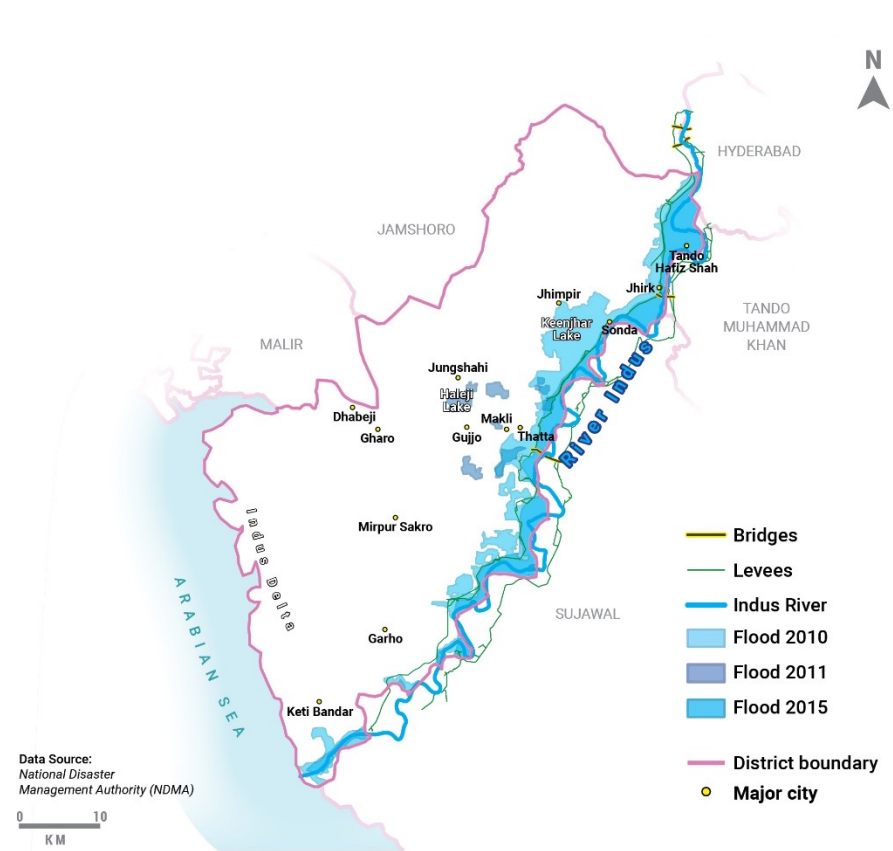 N
HYDERABAD
JAMSHORO
Tando
Hafiz Shah
Jhirk
Jhimpir
Keenjhar
Lake
Sonda
TANDO
MUHAMMAD
KHAN
MALIR
Jungshahi
Haleji
Lake
River Indus
Dhabeji
Gharo
Gujjo
Makli
Thatta
Mirpur Sakro
Indus Delta
ARABIAN SEA
SUJAWAL
Garho
Keti Bandar
Bridges
Levees
Indus River
Flood 2010
Flood 2011
Flood 2015
District boundary
Major city
Data Source:
National Disaster
Management Authority (NDMA)
0 10
KM